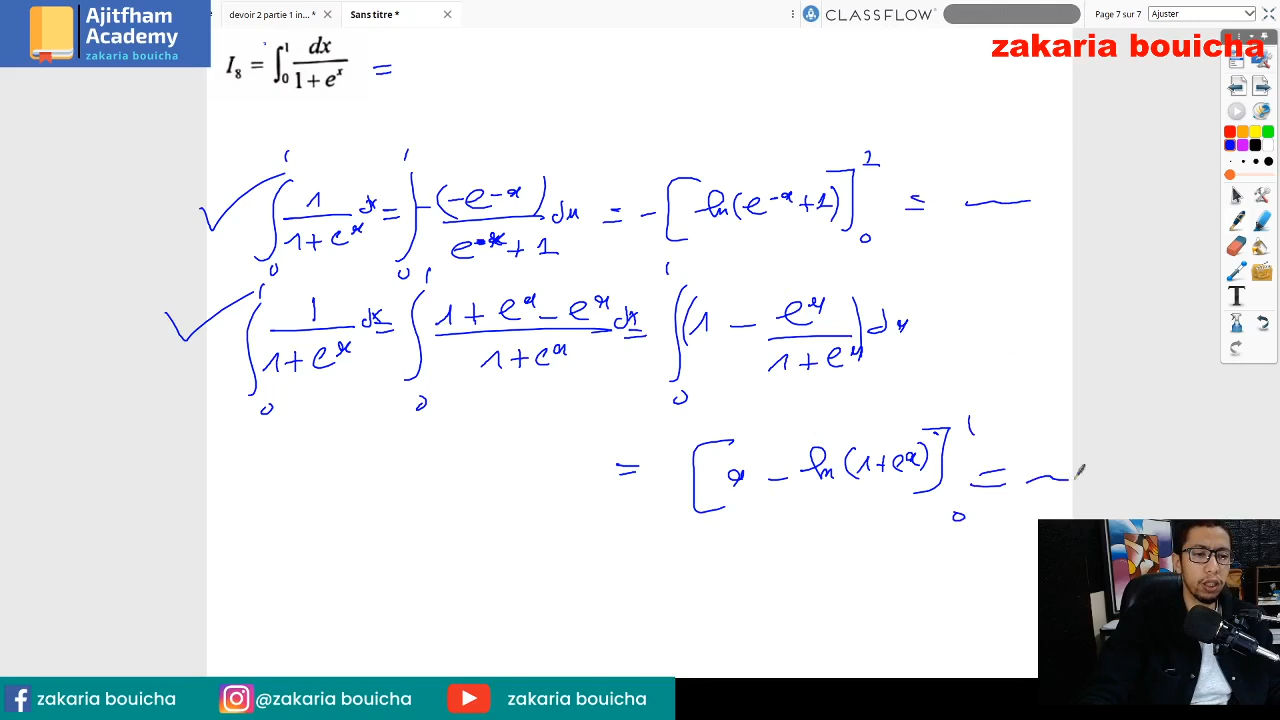 devoir 2 partie 1 in... *
Sans titre *
CLASSFLOW
Page 7 sur 7
Ajuster
Ajitfham
Academy
zakaria bouicha
zakaria bouicha
I₈ = ∫₀¹ dx/(1 + eˣ) =
∫₀¹ 1/(1+eˣ) dx = ∫₀¹ -(-e^-x)/(e^-x + 1) dx = -[ln(e^-x + 1)]₀¹ =
∫₀¹ 1/(1+eˣ) dx = ∫₀¹ (1 + eˣ - eˣ)/(1+eˣ) dx = ∫₀¹ (1 - eˣ/(1+eˣ)) dx
= [x - ln(1+eˣ)]₀¹ =
T
zakaria bouicha
@zakaria bouicha
zakaria bouicha